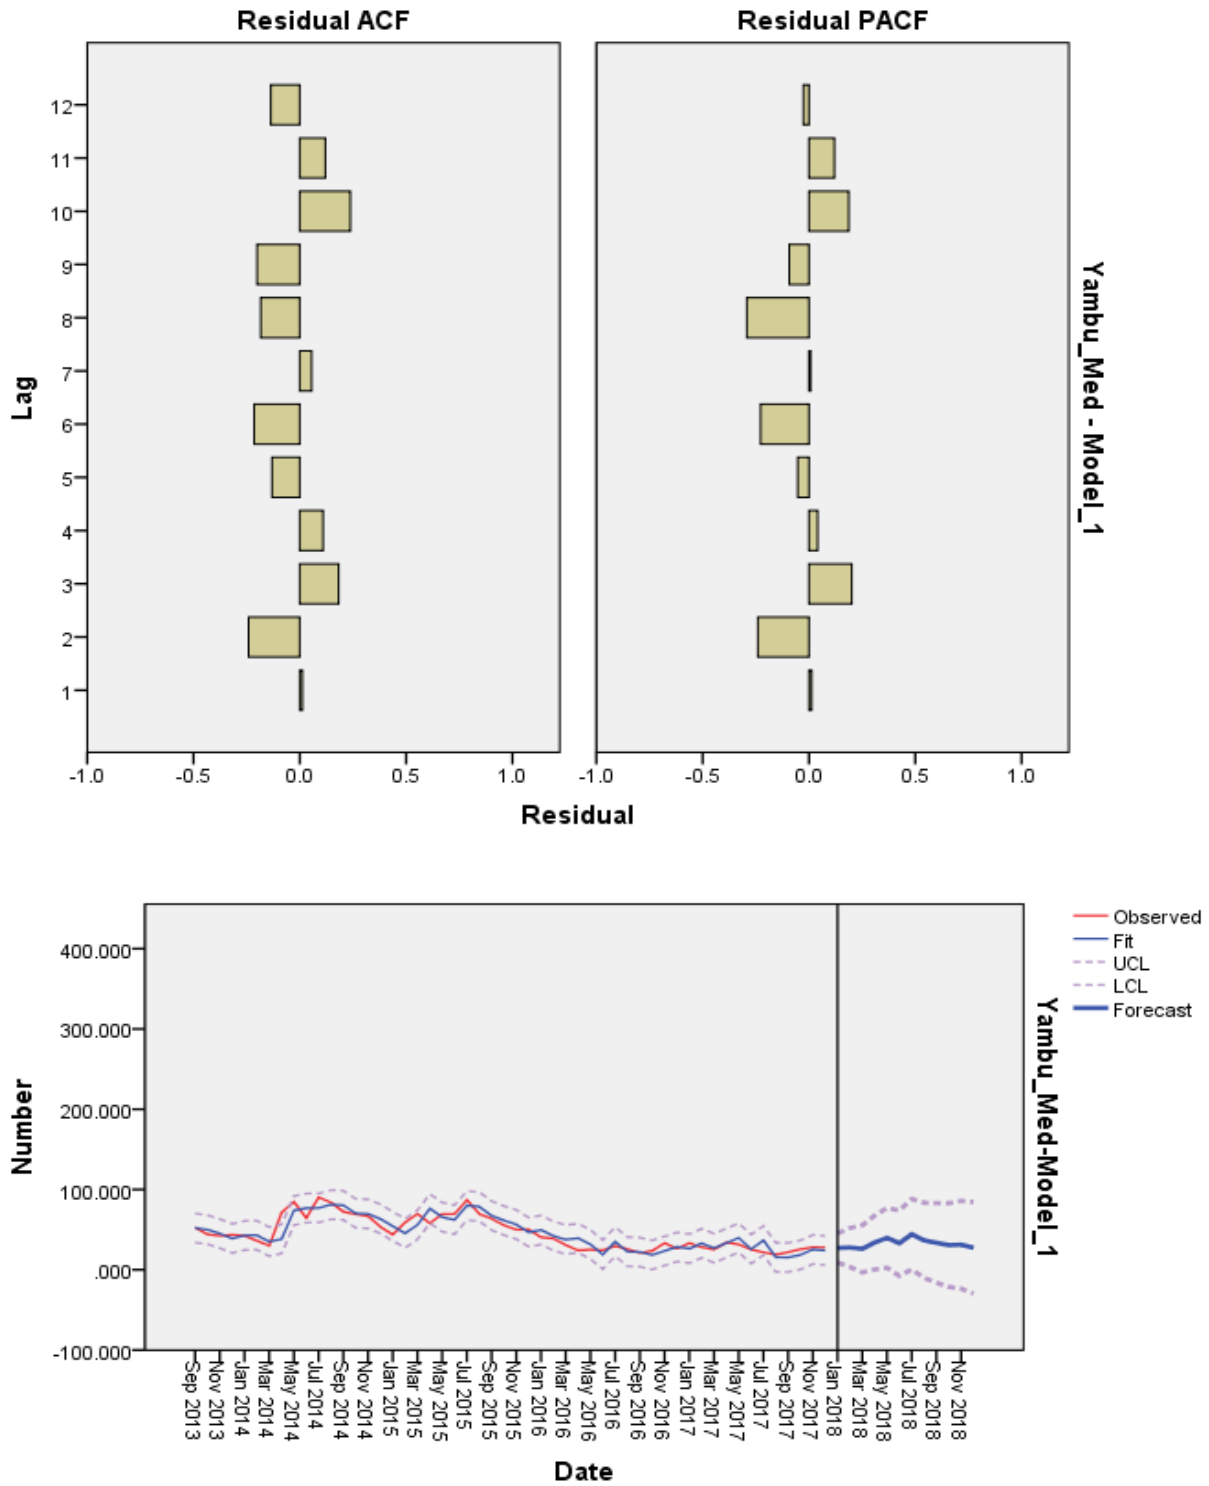 Residual ACF
Residual PACF
12
11
10
9
8
7
6
5
4
3
2
1
Lag
-1.0
-0.5
0.0
0.5
1.0
-1.0
-0.5
0.0
0.5
1.0
Residual
Yambu_Med - Model_1
400.000
300.000
200.000
100.000
.000
-100.000
Number
Observed
Fit
UCL
LCL
Forecast
Yambu_Med-Model_1
Sep 2013
Nov 2013
Jan 2014
Mar 2014
May 2014
Jul 2014
Sep 2014
Nov 2014
Jan 2015
Mar 2015
May 2015
Jul 2015
Sep 2015
Nov 2015
Jan 2016
Mar 2016
May 2016
Jul 2016
Sep 2016
Nov 2016
Jan 2017
Mar 2017
May 2017
Jul 2017
Sep 2017
Nov 2017
Jan 2018
Mar 2018
May 2018
Jul 2018
Sep 2018
Nov 2018
Date